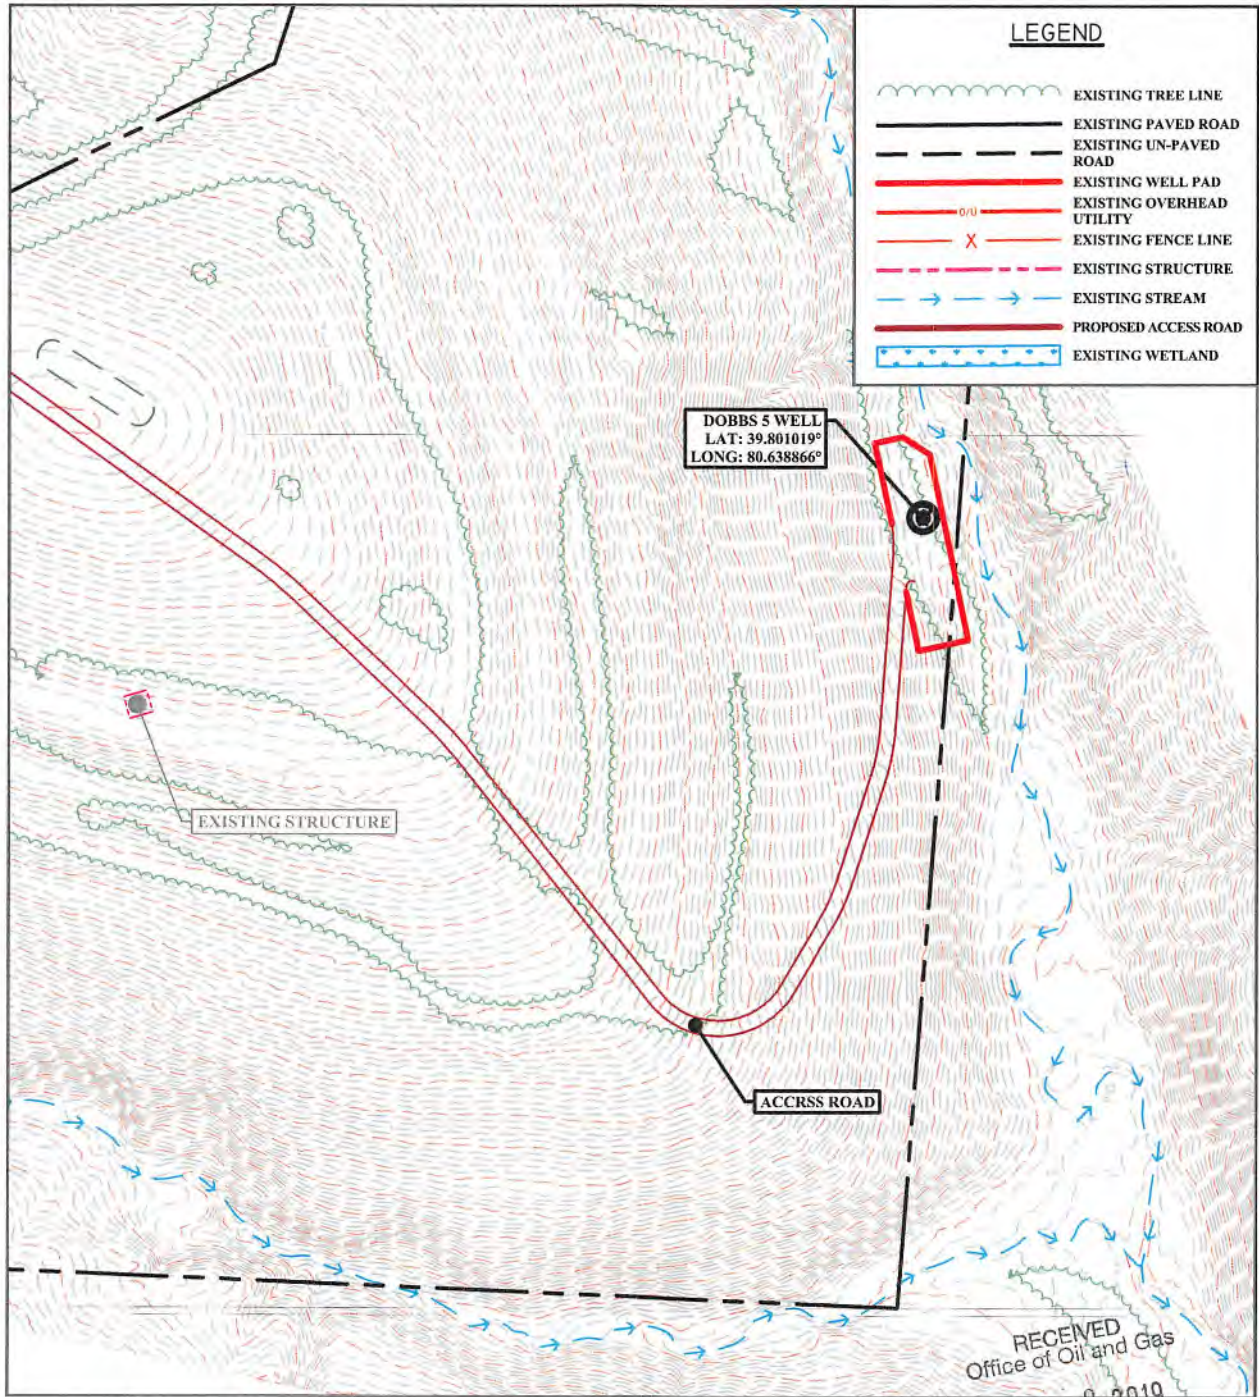 LEGEND
EXISTING TREE LINE
EXISTING PAVED ROAD
EXISTING UN-PAVED
ROAD
EXISTING WELL PAD
EXISTING OVERHEAD
UTILITY
O/U
EXISTING FENCE LINE
X
EXISTING STRUCTURE
EXISTING STREAM
PROPOSED ACCESS ROAD
EXISTING WETLAND
DOBBS 5 WELL
LAT: 39.801019°
LONG: 80.638866°
EXISTING STRUCTURE
ACCRSS ROAD
RECEIVED
Office of Oil and Gas
2019